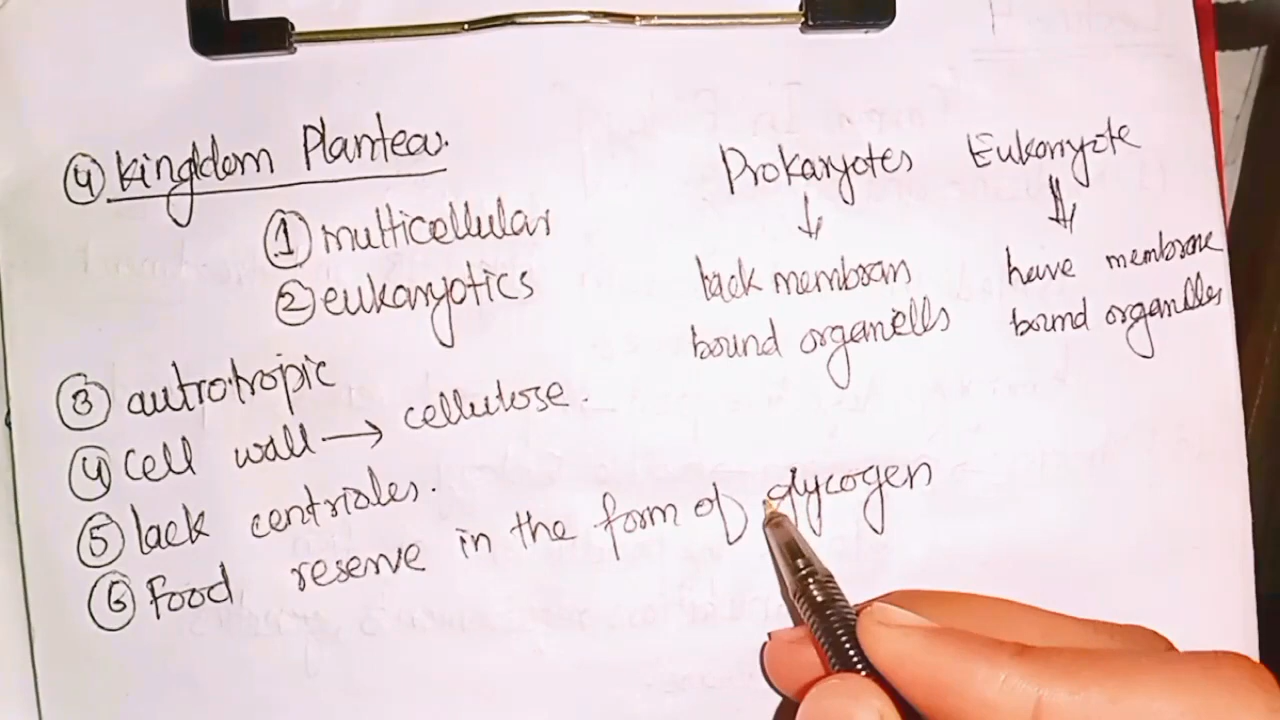 ④ Kingdom Plantea.
① multicellular
② eukaryotics
③ autrotropic
④ Cell wall → cellulose.
⑤ lack centrioles.
⑥ Food reserve in the form of glycogen
Prokaryotes
↓
lack membran
bound organells
Eukaryote
⇓
have membrane
bound organelles